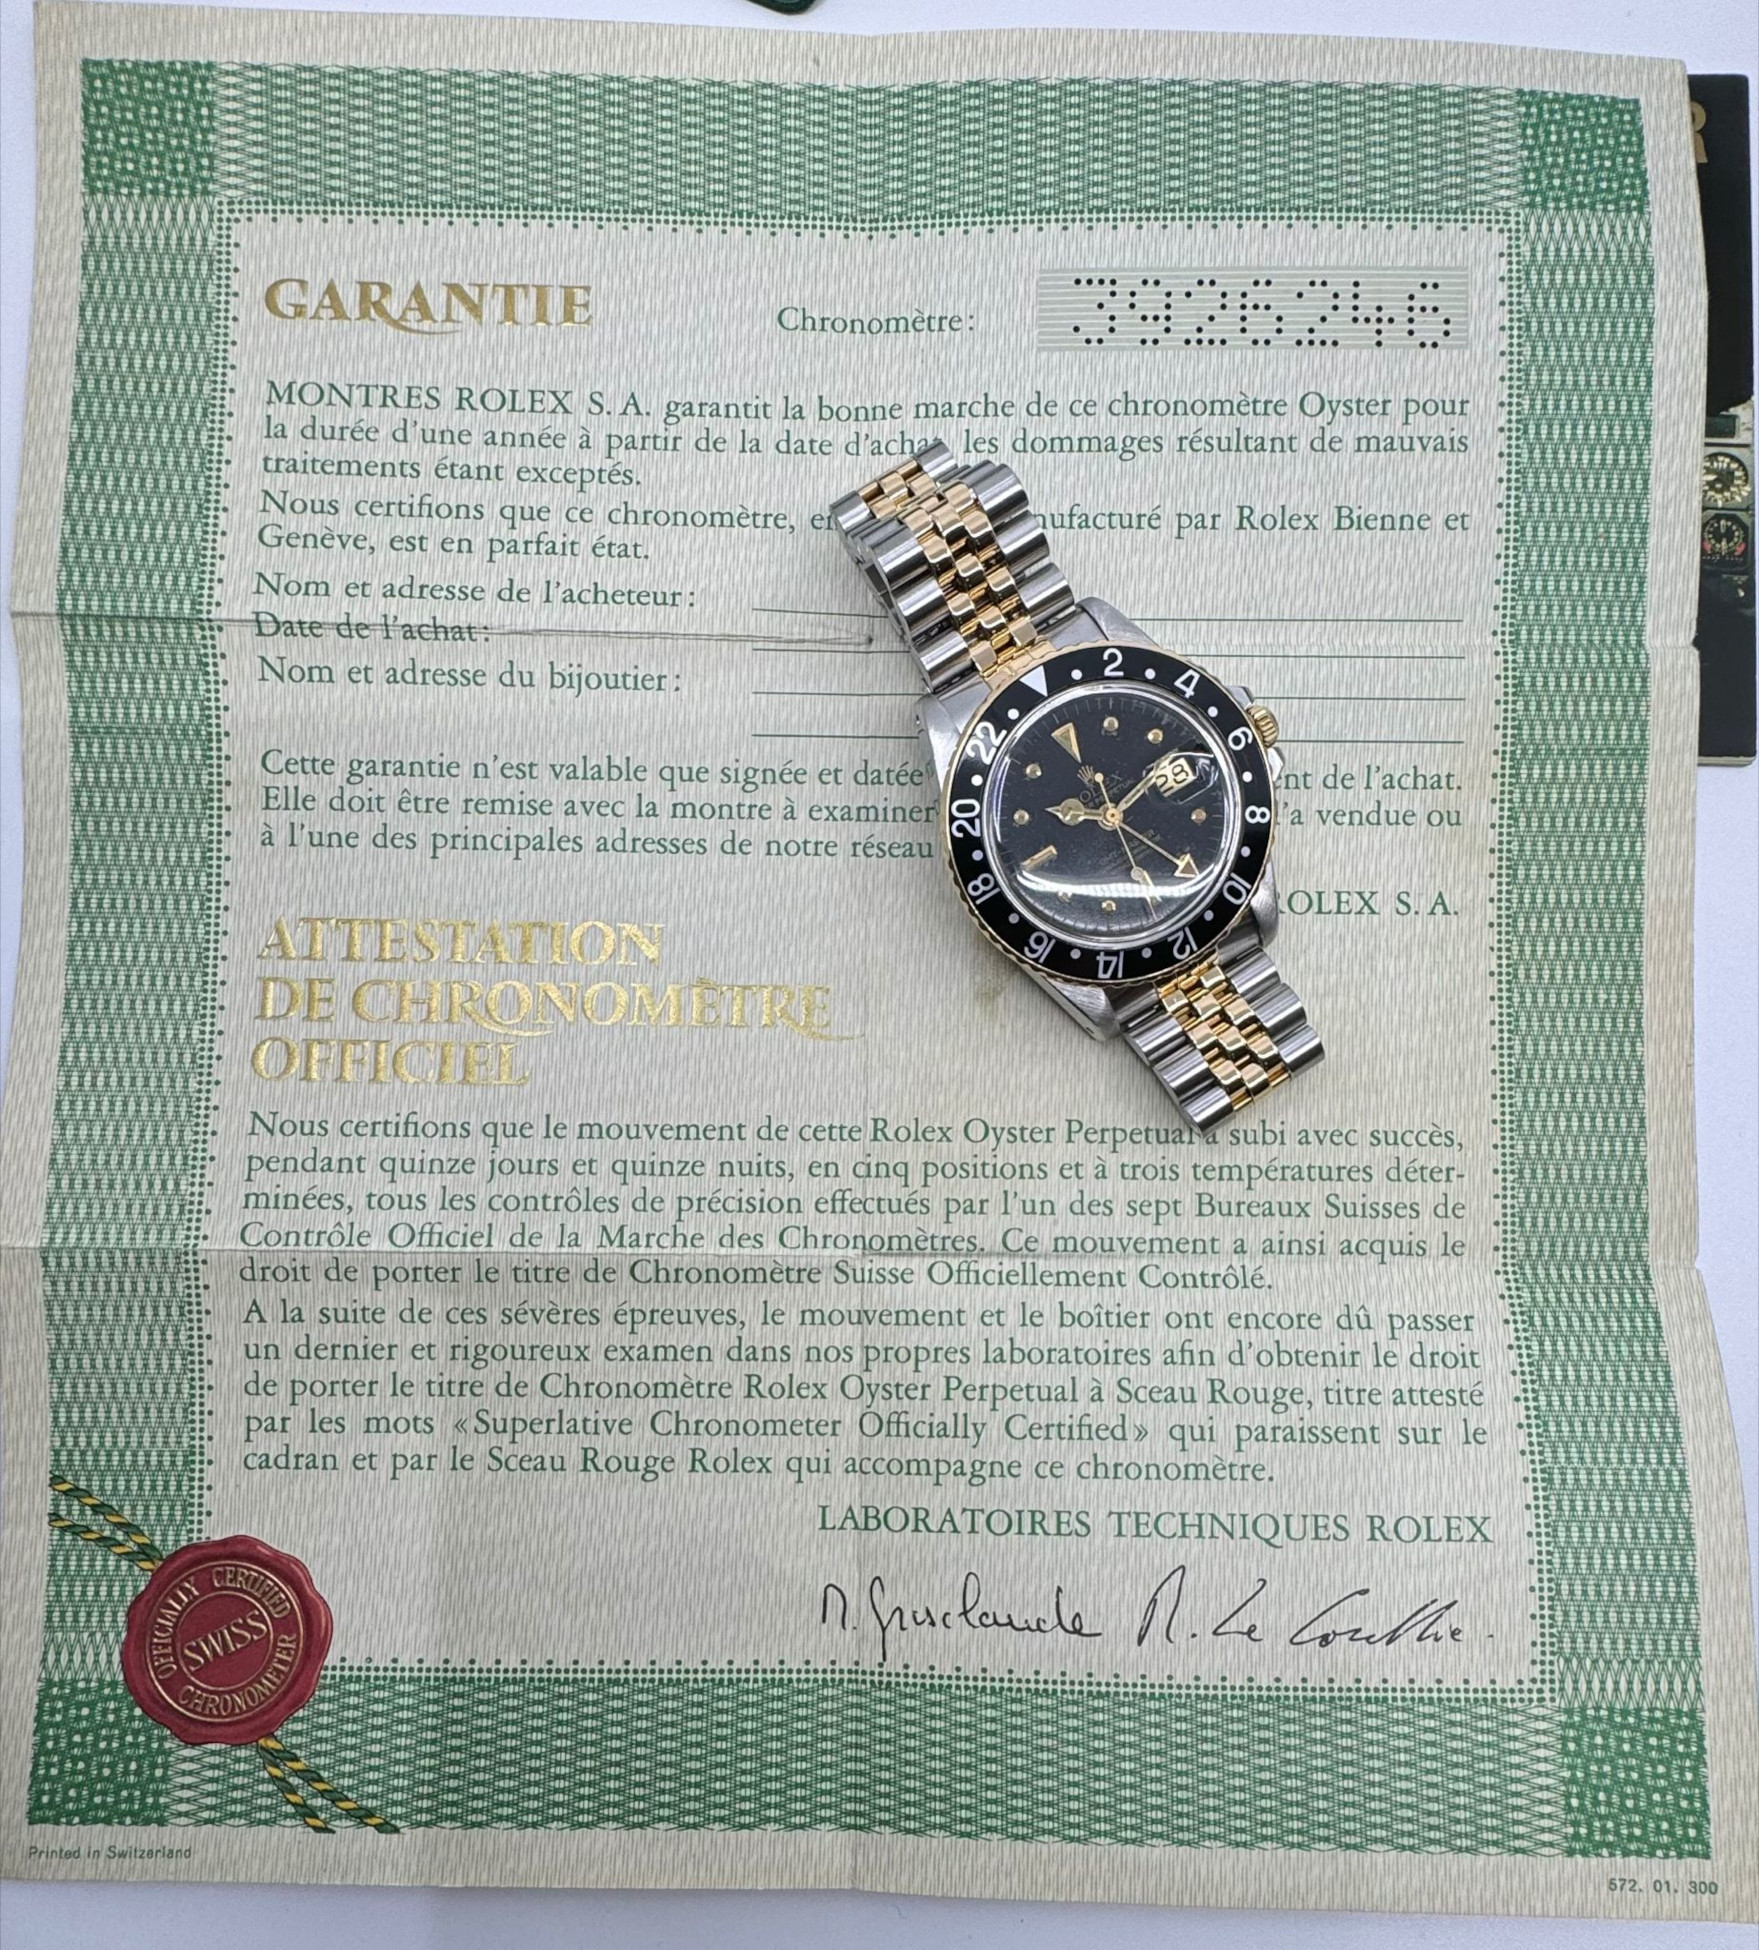 GARANTIE
Chronomètre: 3926246
MONTRES ROLEX S. A. garantit la bonne marche de ce chronomètre Oyster pour
la durée d'une année à partir de la date d'achat, les dommages résultant de mauvais
traitements étant exceptés.
Nous certifions que ce chronomètre, par Rolex Bienne et
Genève, est en parfait état.
Nom et adresse de l'acheteur:
Date de l'achat:
Nom et adresse du bijoutier:
Cette garantie n'est valable que signée et datée de l'achat.
Elle doit être remise avec la montre à examiner vendue ou
à l'une des principales adresses de notre réseau
ROLEX S. A.
2 4 6 8 10 12 14 16 18 20 22
28
ATTESTATION
DE CHRONOMÈTRE
OFFICIEL
Nous certifions que le mouvement de cette Rolex Oyster Perpetual a subi avec succès,
pendant quinze jours et quinze nuits, en cinq positions et à trois températures déter-
minées, tous les contrôles de précision effectués par l'un des sept Bureaux Suisses de
Contrôle Officiel de la Marche des Chronomètres. Ce mouvement a ainsi acquis le
droit de porter le titre de Chronomètre Suisse Officiellement Contrôlé.
A la suite de ces sévères épreuves, le mouvement et le boîtier ont encore dû passer
un dernier et rigoureux examen dans nos propres laboratoires afin d'obtenir le droit
de porter le titre de Chronomètre Rolex Oyster Perpetual à Sceau Rouge, titre attesté
par les mots «Superlative Chronometer Officially Certified» qui paraissent sur le
cadran et par le Sceau Rouge Rolex qui accompagne ce chronomètre.
LABORATOIRES TECHNIQUES ROLEX
OFFICIALLY CERTIFIED
SWISS
CHRONOMETER
Printed in Switzerland
572. 01. 300